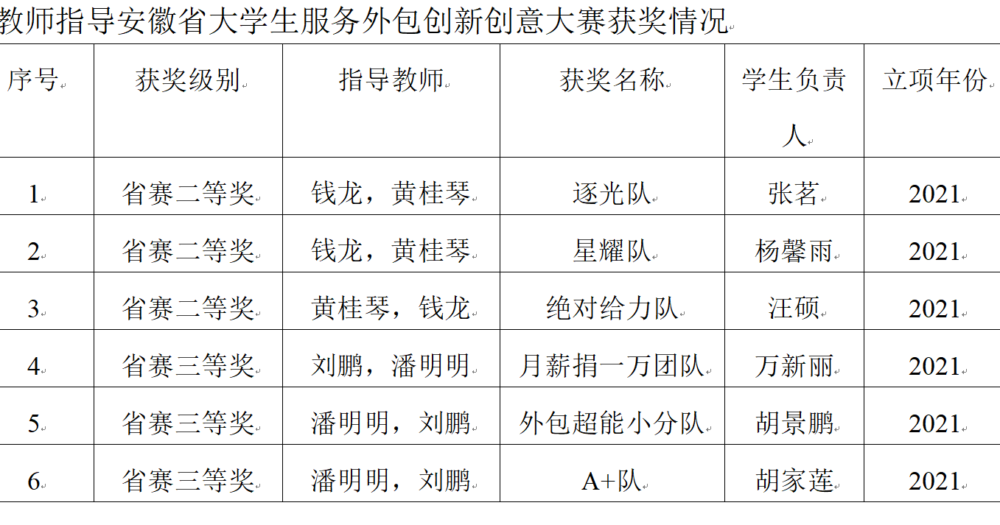 教师指导安徽省大学生服务外包创新创意大赛获奖情况
序号 获奖级别 指导教师 获奖名称 学生负责人 立项年份
1 省赛二等奖 钱龙，黄桂琴 逐光队 张茗 2021
2 省赛二等奖 钱龙，黄桂琴 星耀队 杨馨雨 2021
3 省赛二等奖 黄桂琴，钱龙 绝对给力队 汪硕 2021
4 省赛三等奖 刘鹏，潘明明 月薪捐一万团队 万新丽 2021
5 省赛三等奖 潘明明，刘鹏 外包超能小分队 胡景鹏 2021
6 省赛三等奖 潘明明，刘鹏 A+队 胡家莲 2021